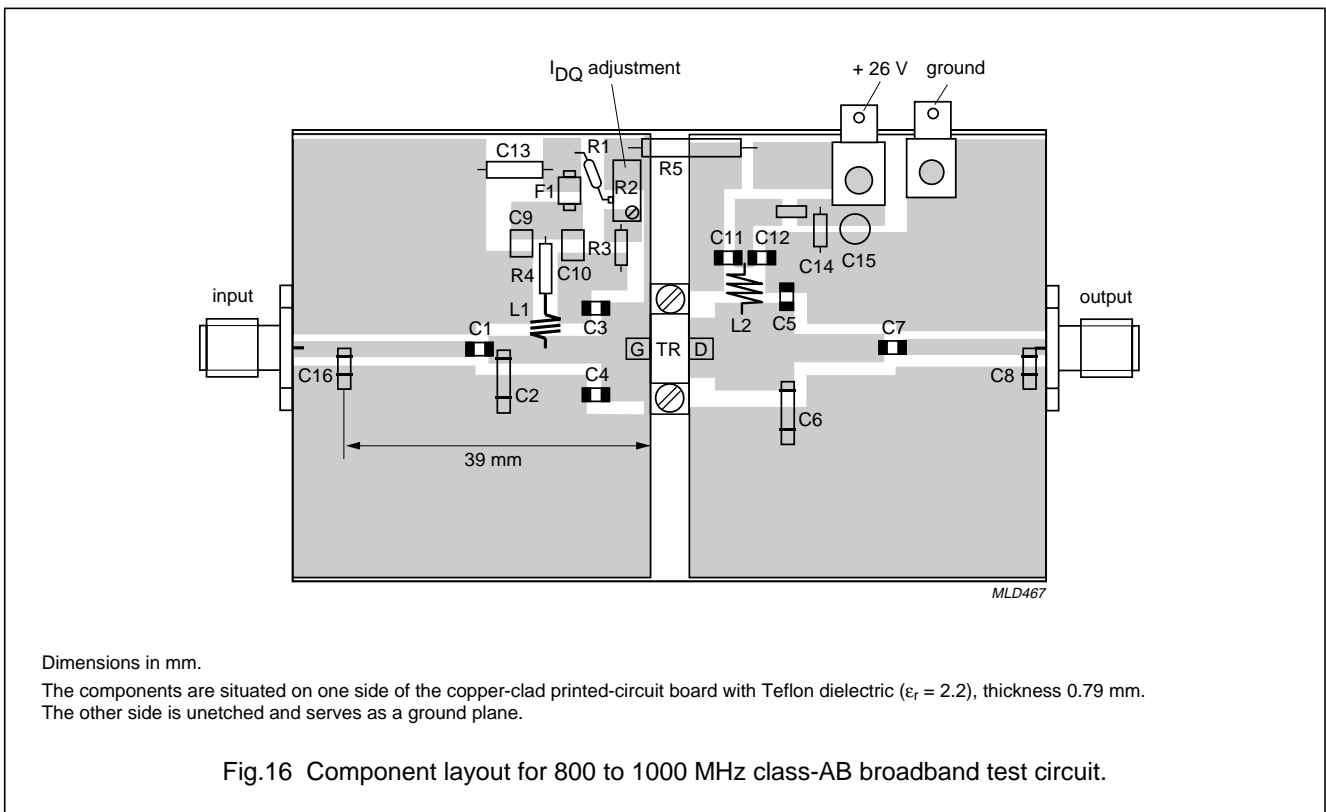 I_DQ adjustment
+ 26 V ground
C13
R1
R5
F1
R2
C9
C11 C12
R3
R4 C10
C14 C15
input
L1
output
L2
C5
C3
C1
C7
G TR D
C16
C4
C8
C2
C6
39 mm
MLD467
Dimensions in mm.
The components are situated on one side of the copper-clad printed-circuit board with Teflon dielectric (εr = 2.2), thickness 0.79 mm.
The other side is unetched and serves as a ground plane.
Fig.16 Component layout for 800 to 1000 MHz class-AB broadband test circuit.